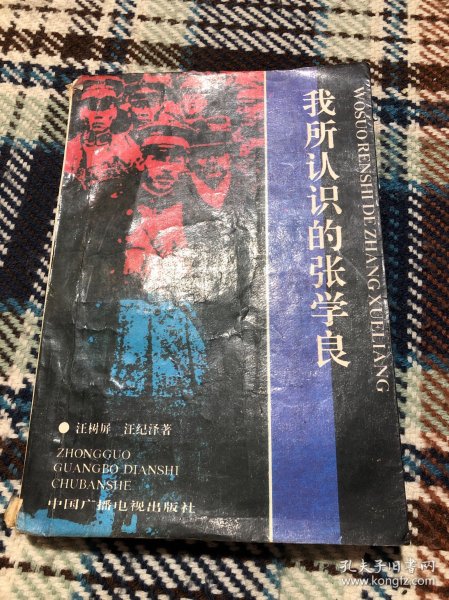 我所认识的张学良
WOSUO RENSHI DE ZHANG XUELIANG
汪树屏 汪纪泽著
ZHONGGUO
GUANGBO DIANSHI
CHUBANSHE
中国广播电视出版社
孔夫子旧书网
www.kongfz.com